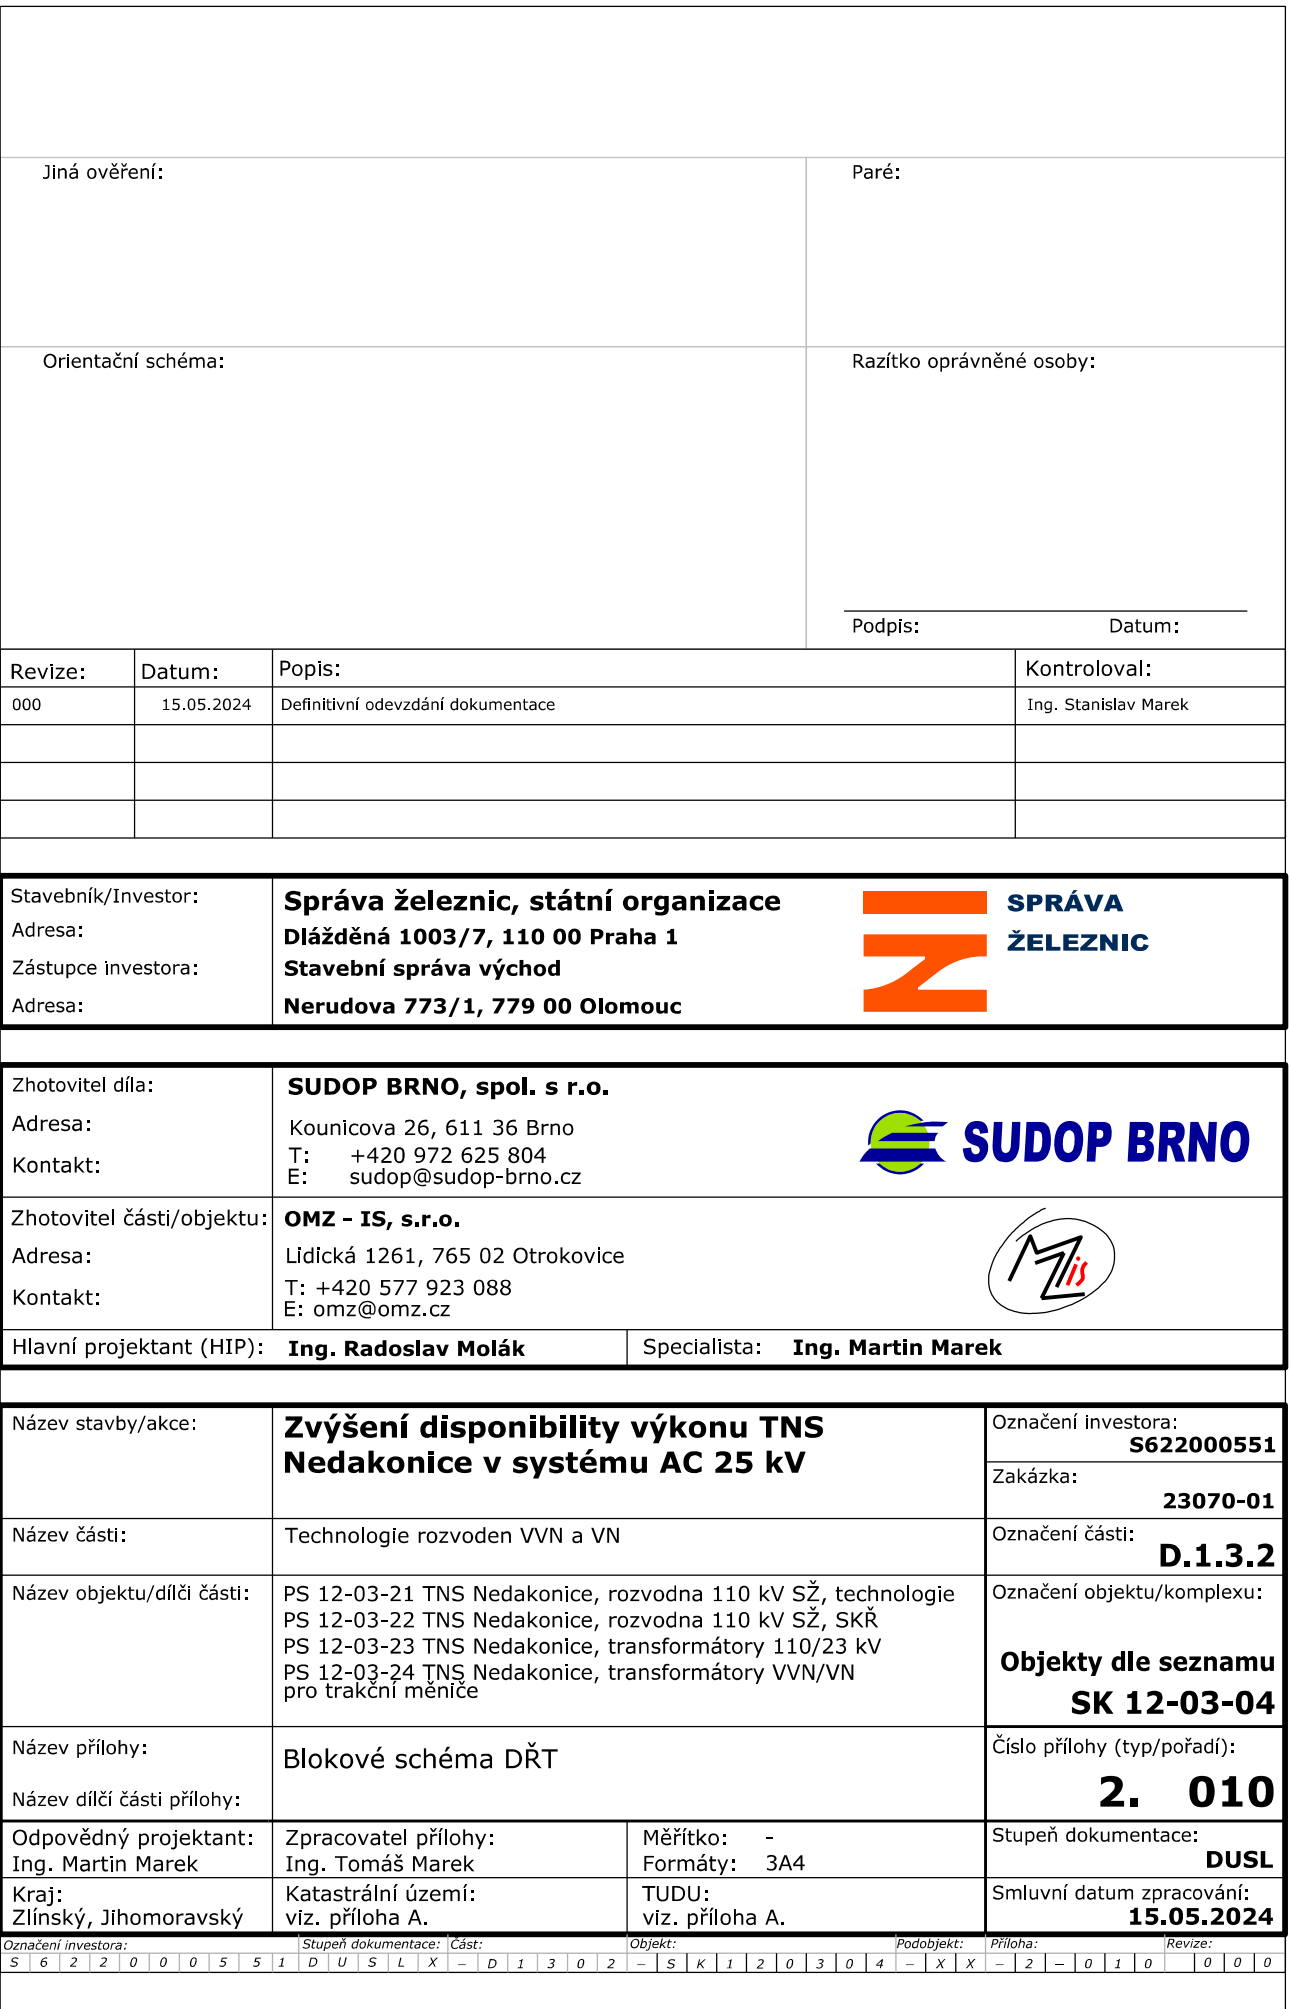 Jiná ověření:
Paré:
Orientační schéma:
Razítko oprávněné osoby:
Podpis: Datum:
Revize: Datum: Popis: Kontroloval:
000 15.05.2024 Definitivní odevzdání dokumentace Ing. Stanislav Marek
Stavebník/Investor: Správa železnic, státní organizace
Adresa: Dlážděná 1003/7, 110 00 Praha 1
Zástupce investora: Stavební správa východ
Adresa: Nerudova 773/1, 779 00 Olomouc
SPRÁVA
ŽELEZNIC
Zhotovitel díla: SUDOP BRNO, spol. s r.o.
Adresa: Kounicova 26, 611 36 Brno
Kontakt: T: +420 972 625 804
E: sudop@sudop-brno.cz
SUDOP BRNO
Zhotovitel části/objektu: OMZ - IS, s.r.o.
Adresa: Lidická 1261, 765 02 Otrokovice
Kontakt: T: +420 577 923 088
E: omz@omz.cz
MZis
Hlavní projektant (HIP): Ing. Radoslav Molák Specialista: Ing. Martin Marek
Název stavby/akce: Zvýšení disponibility výkonu TNS
Nedakonice v systému AC 25 kV
Označení investora:
S622000551
Zakázka:
23070-01
Název části: Technologie rozvoden VVN a VN
Označení části:
D.1.3.2
Název objektu/dílči části: PS 12-03-21 TNS Nedakonice, rozvodna 110 kV SŽ, technologie
PS 12-03-22 TNS Nedakonice, rozvodna 110 kV SŽ, SKŘ
PS 12-03-23 TNS Nedakonice, transformátory 110/23 kV
PS 12-03-24 TNS Nedakonice, transformátory VVN/VN
pro trakční měniče
Označení objektu/komplexu:
Objekty dle seznamu
SK 12-03-04
Název přílohy: Blokové schéma DŘT
Název dílčí části přílohy:
Číslo přílohy (typ/pořadí):
2. 010
Odpovědný projektant: Zpracovatel přílohy: Měřítko: -
Ing. Martin Marek Ing. Tomáš Marek Formáty: 3A4
Stupeň dokumentace:
DUSL
Kraj: Katastrální území: TUDU:
Zlínský, Jihomoravský viz. příloha A. viz. příloha A.
Smluvní datum zpracování:
15.05.2024
Označení investora: Stupeň dokumentace: Část: Objekt: Podobjekt: Příloha: Revize:
S 6 2 2 0 0 0 5 5 1 D U S L X – D 1 3 0 2 – S K 1 2 0 3 0 4 – X X – 2 – 0 1 0 0 0 0